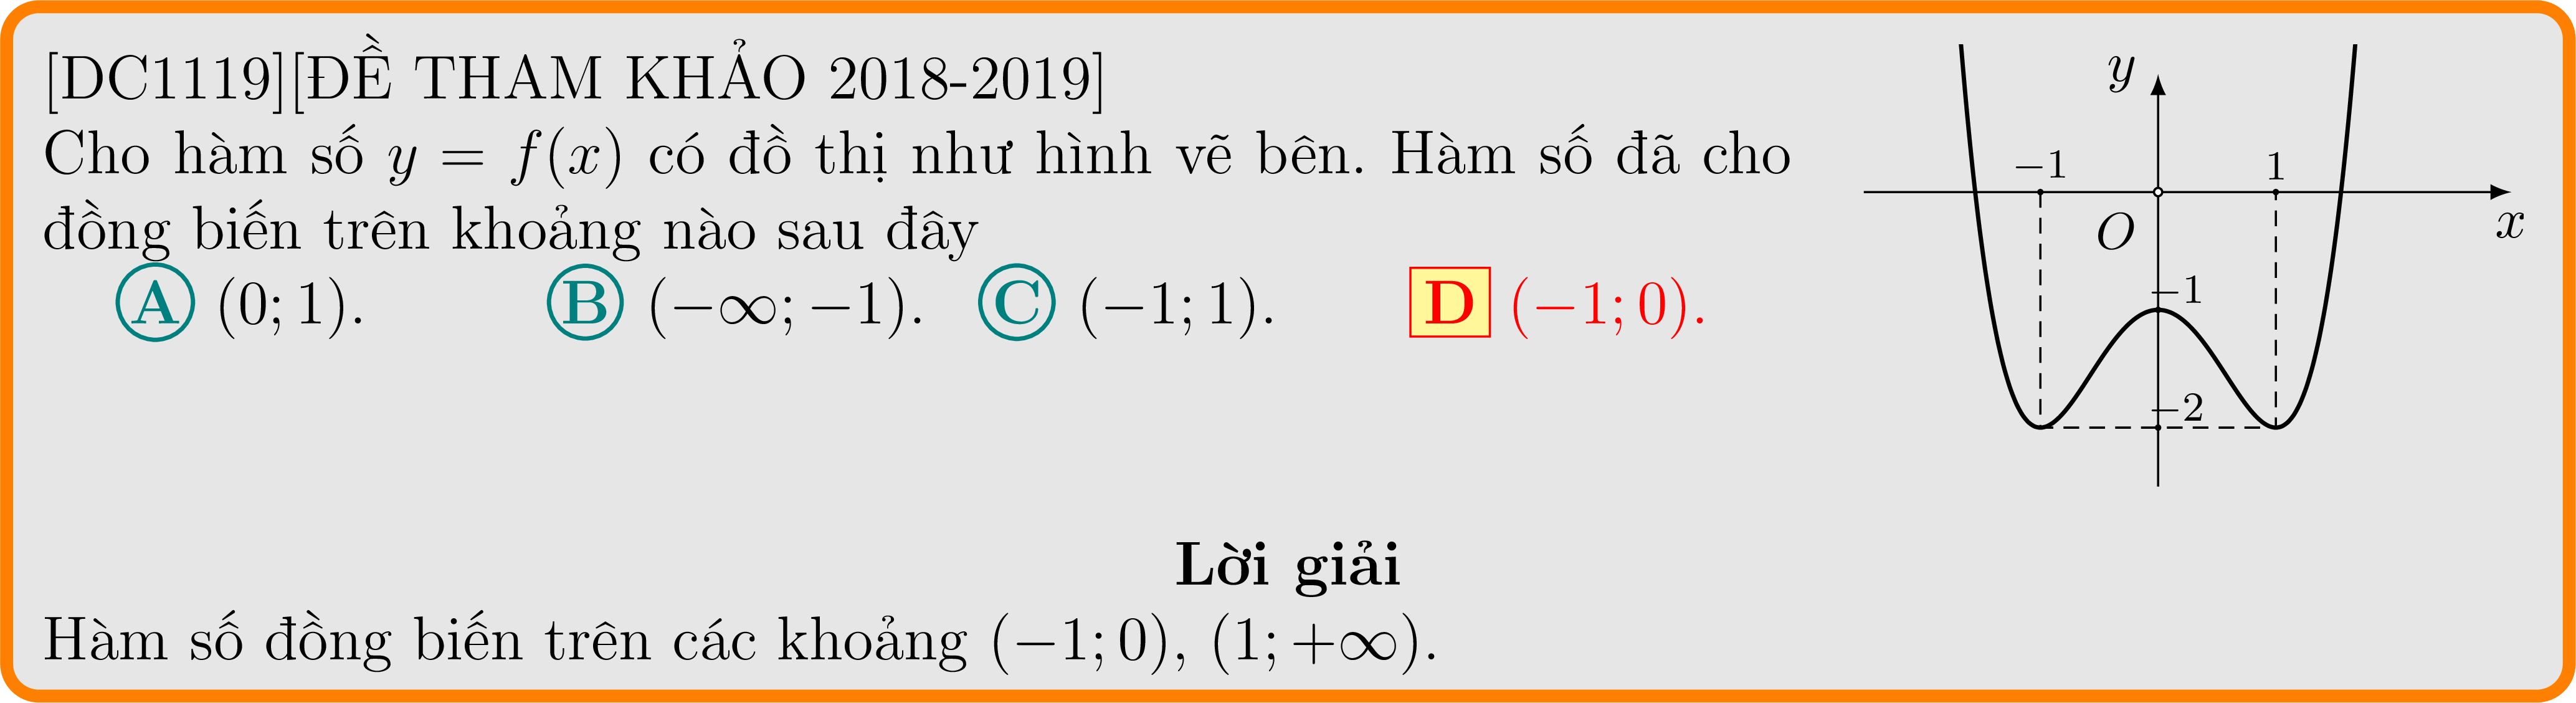 [DC1119][ĐỀ THAM KHẢO 2018-2019]
Cho hàm số y = f(x) có đồ thị như hình vẽ bên. Hàm số đã cho
đồng biến trên khoảng nào sau đây
A (0; 1). B (−∞; −1). C (−1; 1). D (−1; 0).
y
−1 1
x
O
−1
−2
Lời giải
Hàm số đồng biến trên các khoảng (−1; 0), (1; +∞).